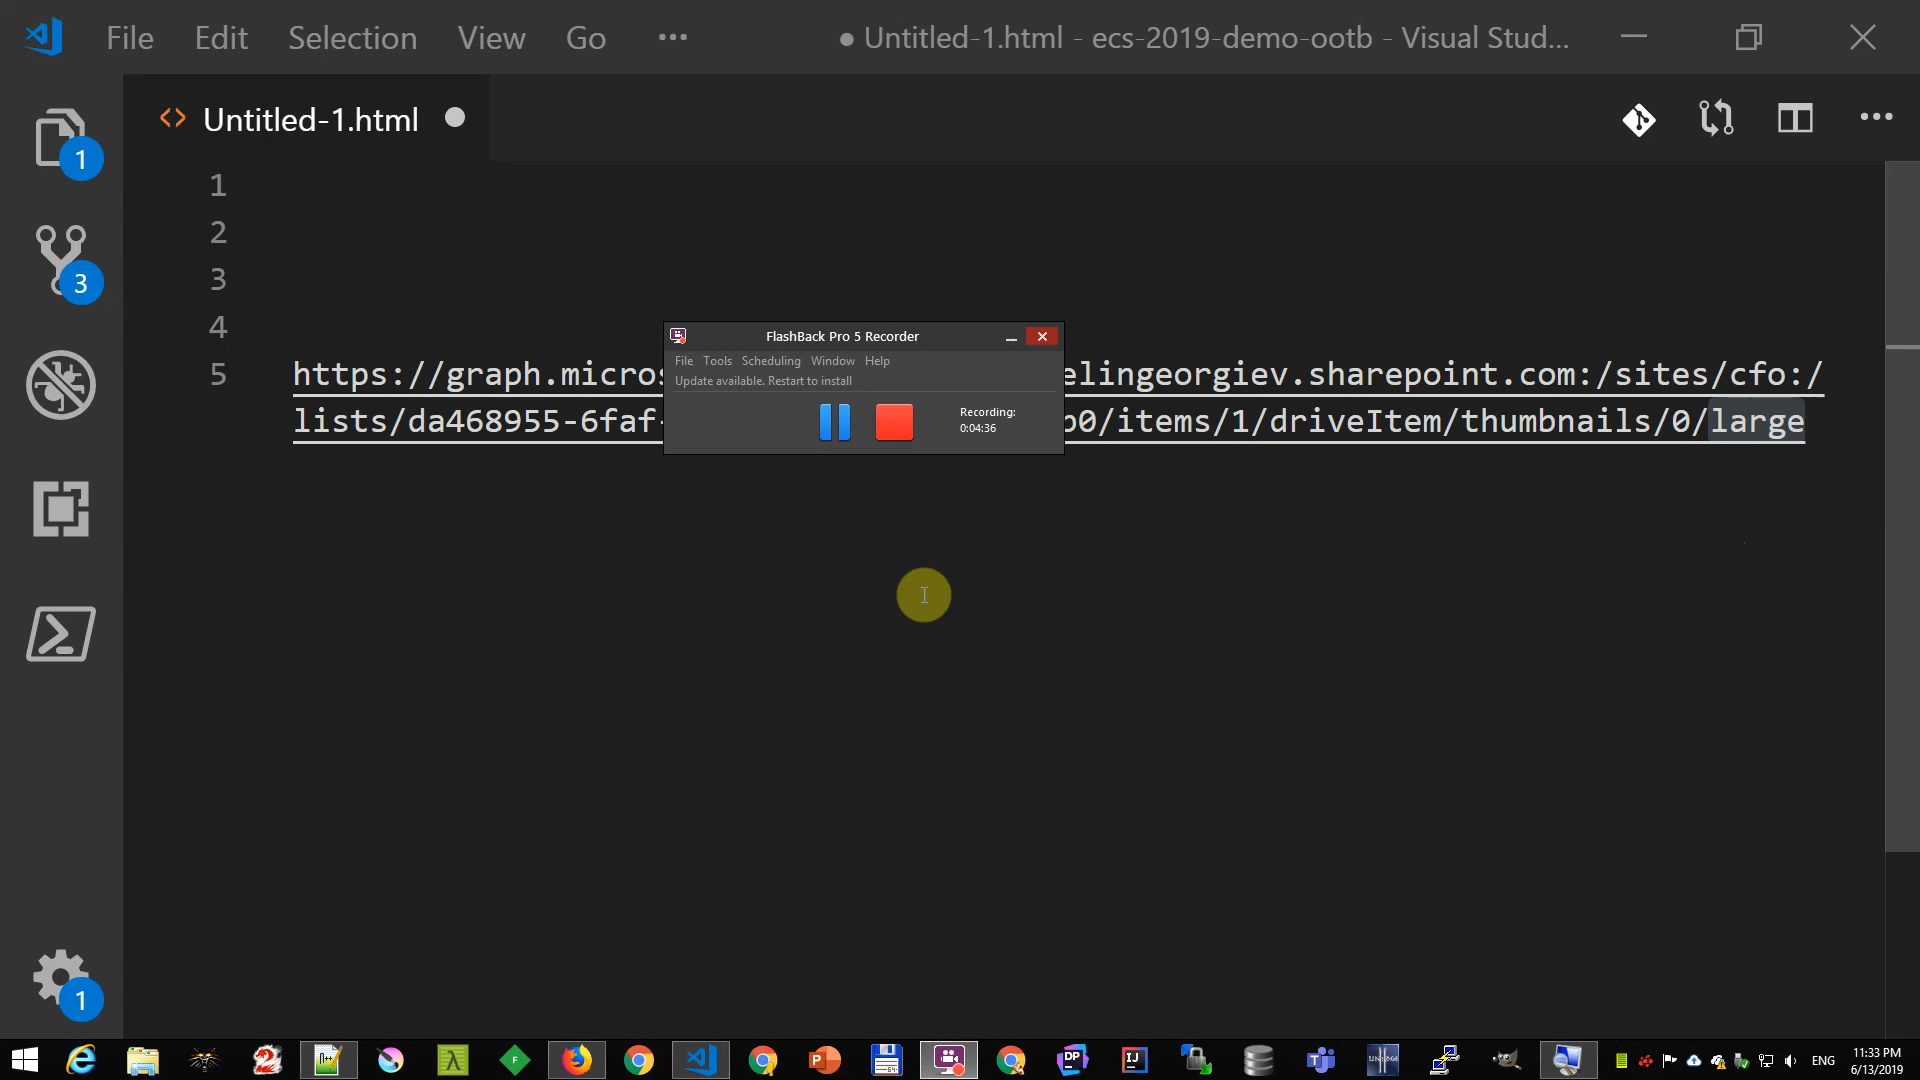 File Edit Selection View Go ••• ● Untitled-1.html - ecs-2019-demo-ootb - Visual Stud...
<> Untitled-1.html
1
3
1
1
2
3
4
5
https://graph.micros elingeorgiev.sharepoint.com:/sites/cfo:/
lists/da468955-6faf- b0/items/1/driveItem/thumbnails/0/large
FlashBack Pro 5 Recorder
File Tools Scheduling Window Help
Update available. Restart to install
Recording:
0:04:36
ENG
11:33 PM
6/13/2019